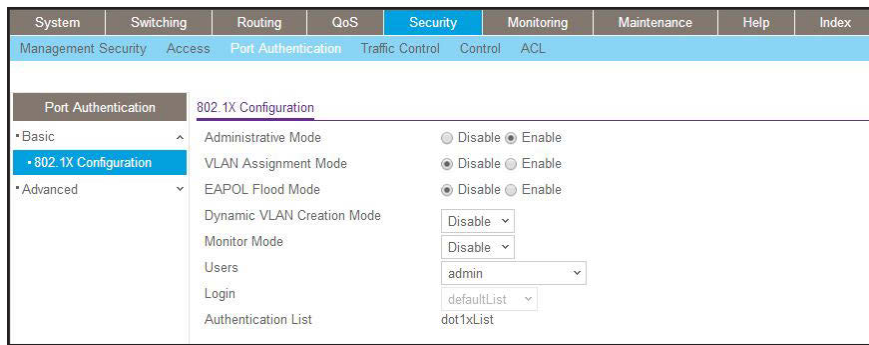 System Switching Routing QoS Security Monitoring Maintenance Help Index
Management Security Access Port Authentication Traffic Control Control ACL
Port Authentication
Basic
802.1X Configuration
Advanced
802.1X Configuration
Administrative Mode Disable Enable
VLAN Assignment Mode Disable Enable
EAPOL Flood Mode Disable Enable
Dynamic VLAN Creation Mode Disable
Monitor Mode Disable
Users admin
Login defaultList
Authentication List dot1xList